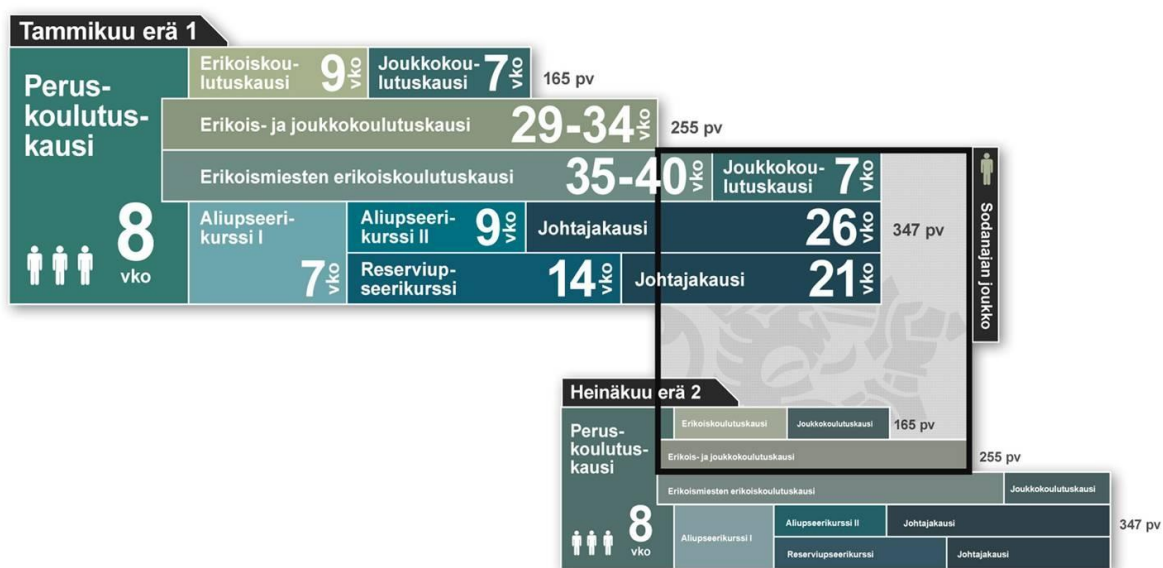 Tammikuu erä 1
Perus-
koulutus-
kausi
8
vko
Erikoiskou-
lutuskausi
9 vko
Joukkokou-
lutuskausi
7 vko
165 pv
Erikois- ja joukkokoulutuskausi
29-34 vko
255 pv
Erikoismiesten erikoiskoulutuskausi
35-40 vko
Joukkokou-
lutuskausi
7 vko
Aliupseeri-
kurssi I
7 vko
Aliupseeri-
kurssi II
9 vko
Johtajakausi
26 vko
347 pv
Reserviup-
seerikurssi
14 vko
Johtajakausi
21 vko
Sodanajan joukko
Heinäkuu erä 2
Perus-
koulutus-
kausi
8
vko
Erikoiskoulutuskausi
Joukkokoulutuskausi
165 pv
Erikois- ja joukkokoulutuskausi
255 pv
Erikoismiesten erikoiskoulutuskausi
Joukkokoulutuskausi
Aliupseerikurssi I
Aliupseerikurssi II
Johtajakausi
347 pv
Reserviupseerikurssi
Johtajakausi